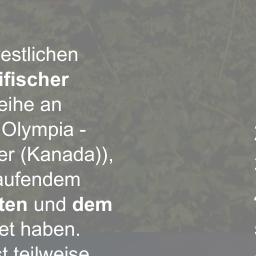 estlichen
ifischer
eihe an
Olympia -
er (Kanada)),
aufendem
ten und dem
et haben.
st teilweise